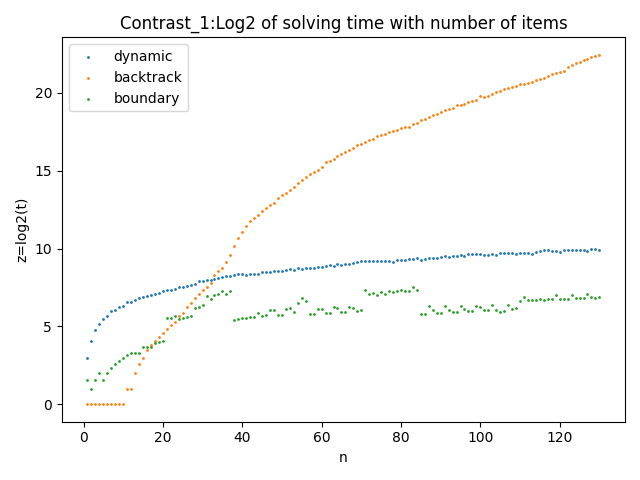 Contrast_1:Log2 of solving time with number of items
dynamic
backtrack
boundary
z=log2(t)
20
15
10
5
0
0 20 40 60 80 100 120
n